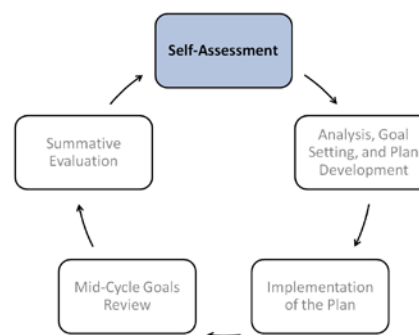 Self-Assessment
Analysis, Goal
Setting, and Plan
Development
Implementation
of the Plan
Mid-Cycle Goals
Review
Summative
Evaluation